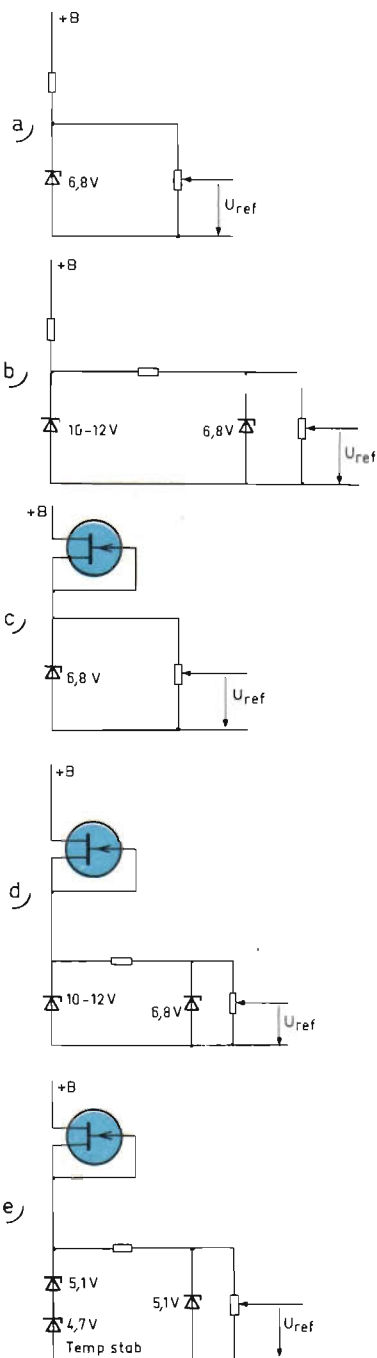 +B
a)
6,8V
Uref
+B
b)
10-12V
6,8V
Uref
+B
c)
6,8V
Uref
+B
d)
10-12V
6,8V
Uref
+B
e)
5,1V
5,1V
4,7V
Uref
Temp stab